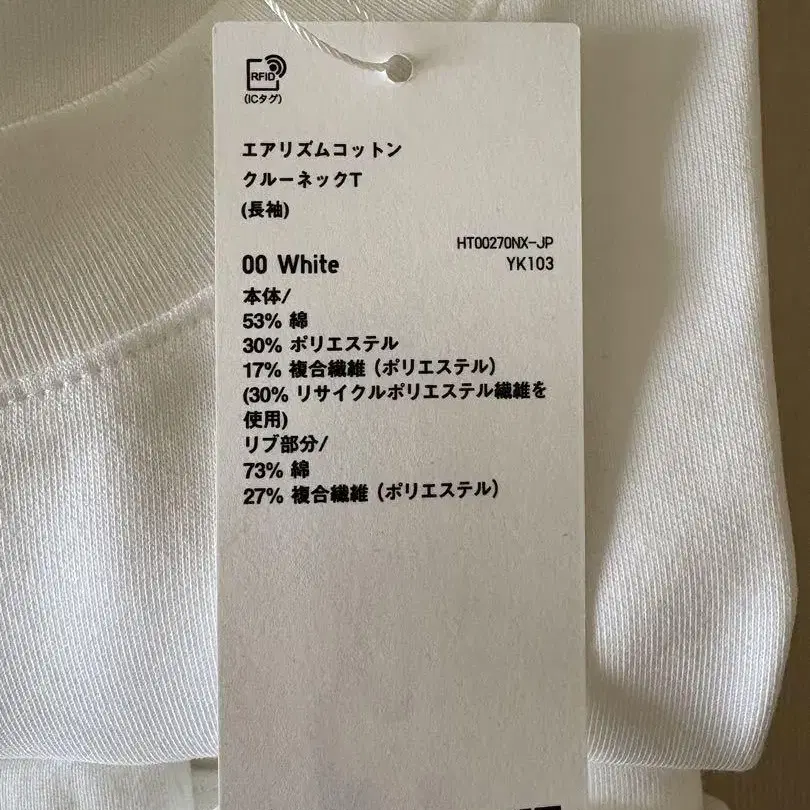 RFID
(ICタグ)
エアリズムコットン
クルーネックT
(長袖)
HT00270NX-JP
00 White
YK103
本体/
53% 綿
30% ポリエステル
17% 複合繊維 (ポリエステル)
(30% リサイクルポリエステル繊維を
使用)
リブ部分/
73% 綿
27% 複合繊維 (ポリエステル)